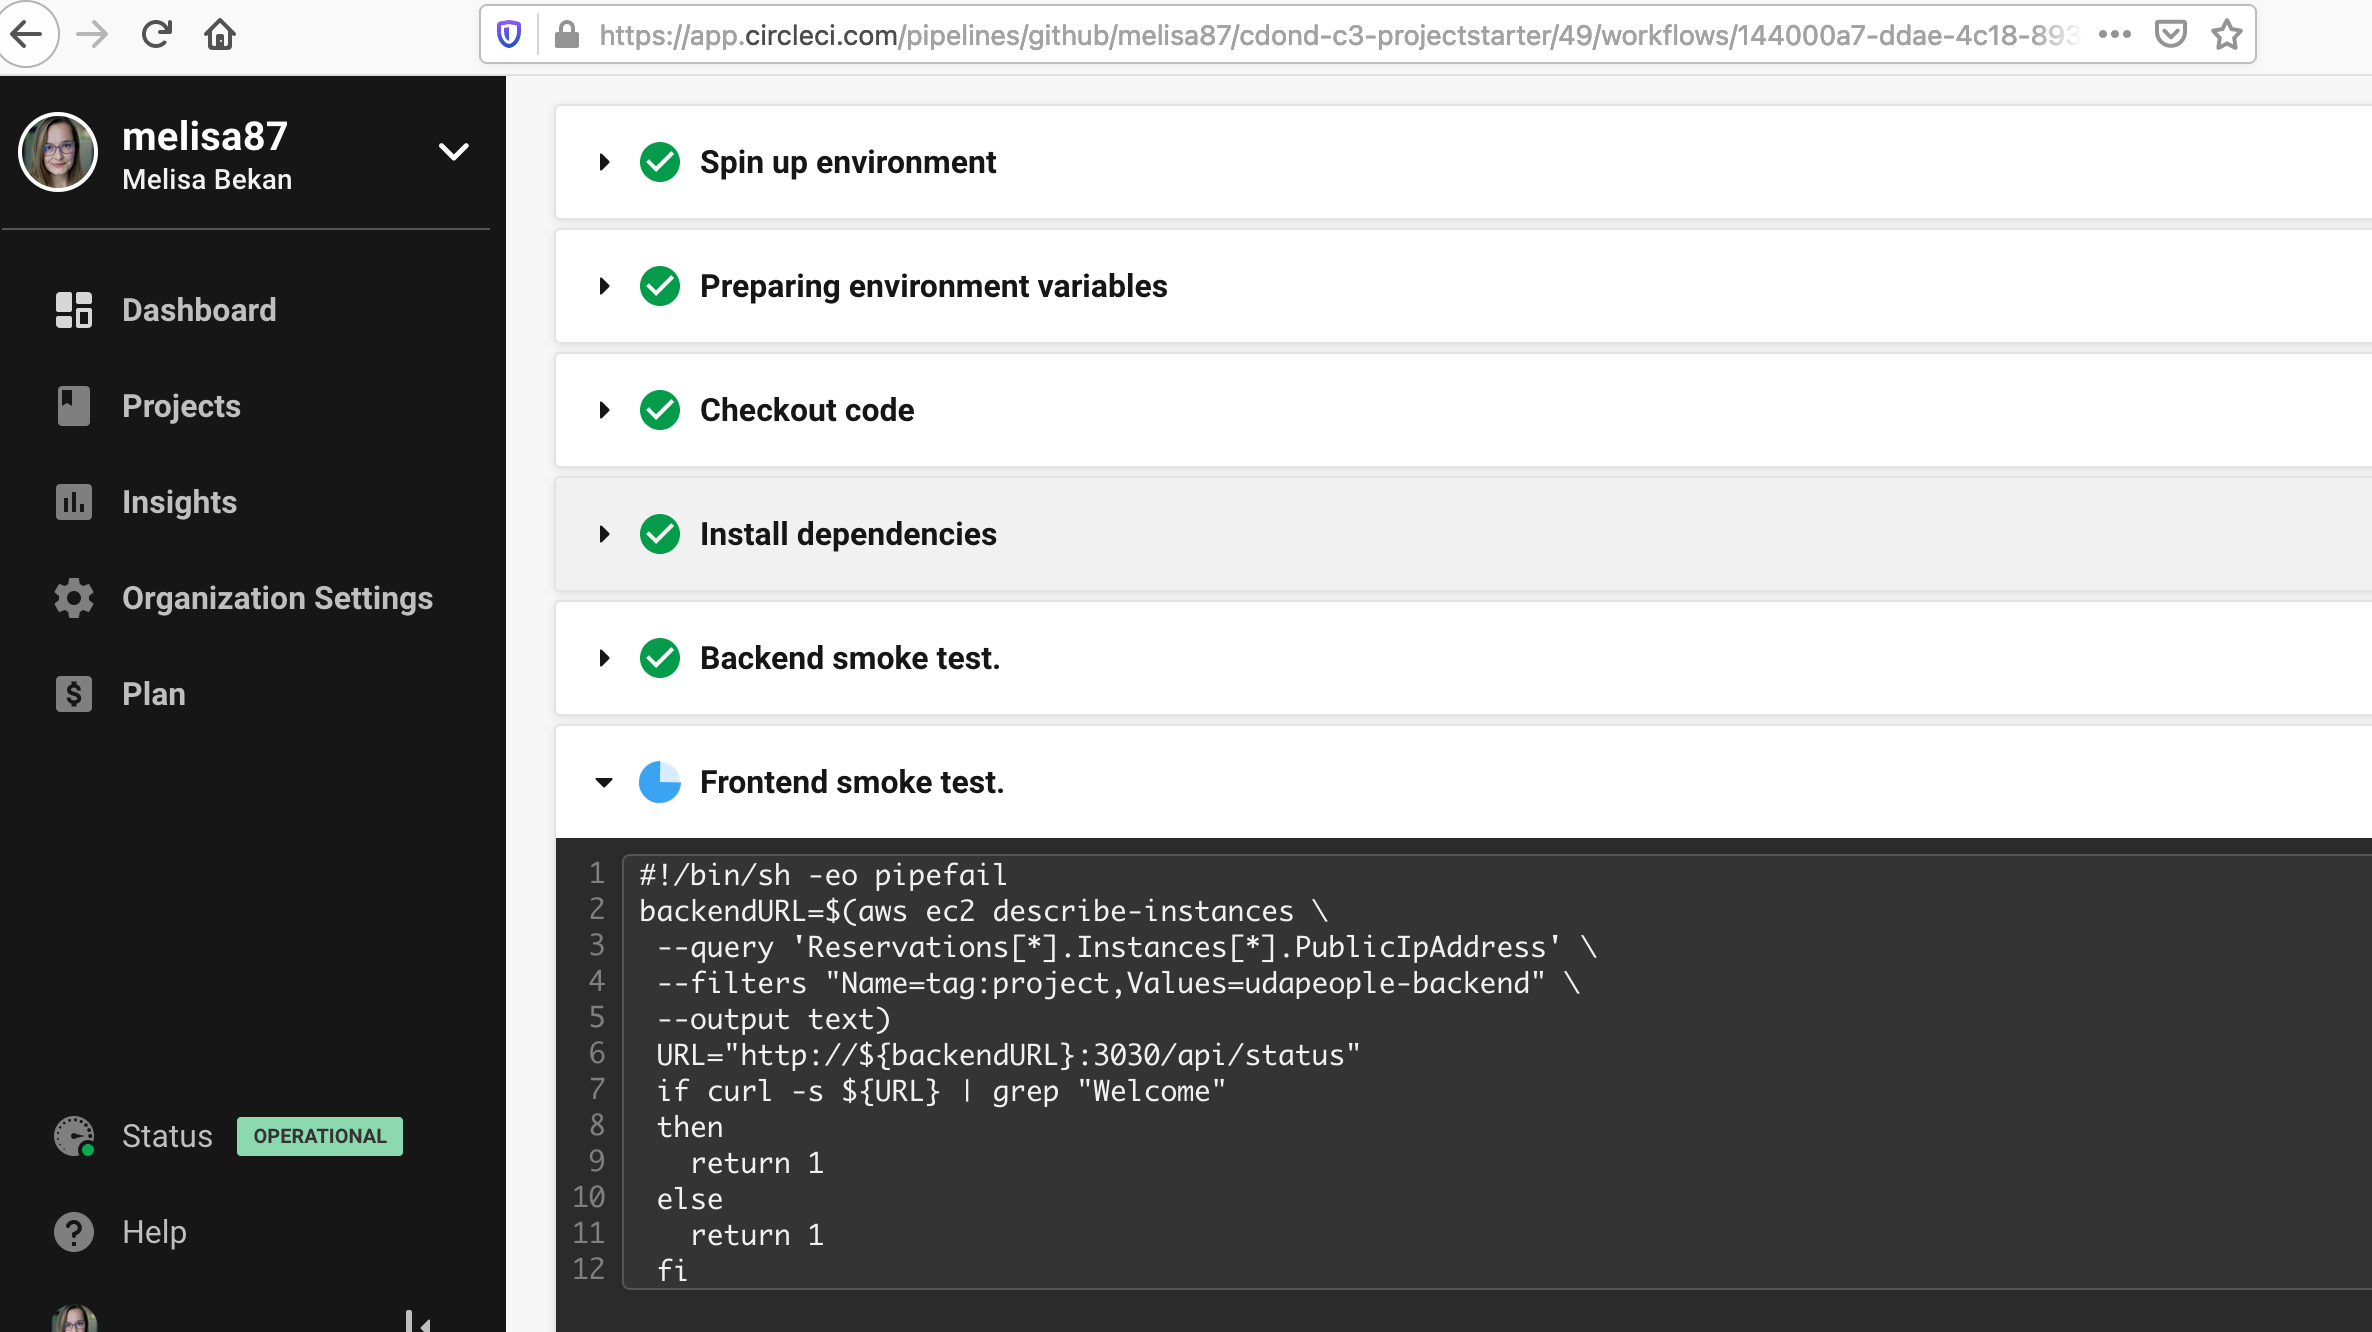 https://app.circleci.com/pipelines/github/melisa87/cdond-c3-projectstarter/49/workflows/144000a7-ddae-4c18-893
melisa87
Melisa Bekan
Dashboard
Projects
Insights
Organization Settings
Plan
Status OPERATIONAL
Help
Spin up environment
Preparing environment variables
Checkout code
Install dependencies
Backend smoke test.
Frontend smoke test.
1 #!/bin/sh -eo pipefail
2 backendURL=$(aws ec2 describe-instances \
3 --query 'Reservations[*].Instances[*].PublicIpAddress' \
4 --filters "Name=tag:project,Values=udapeople-backend" \
5 --output text)
6 URL="http://${backendURL}:3030/api/status"
7 if curl -s ${URL} | grep "Welcome"
8 then
9 return 1
10 else
11 return 1
12 fi